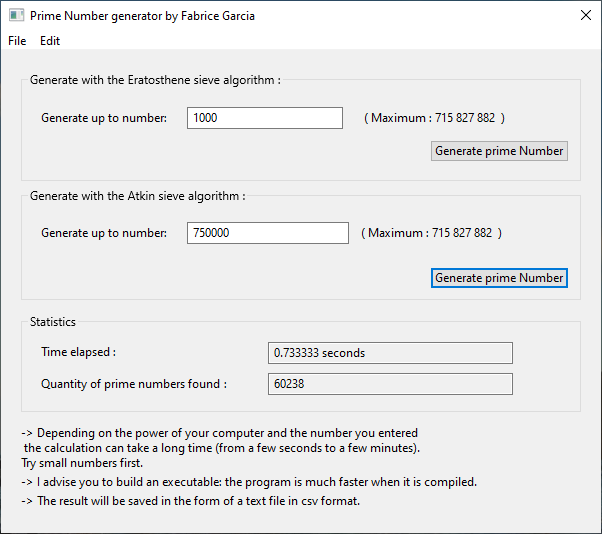 Prime Number generator by Fabrice Garcia
File Edit
Generate with the Eratosthene sieve algorithm :
Generate up to number: 1000 ( Maximum : 715 827 882 )
Generate prime Number
Generate with the Atkin sieve algorithm :
Generate up to number: 750000 ( Maximum : 715 827 882 )
Generate prime Number
Statistics
Time elapsed : 0.733333 seconds
Quantity of prime numbers found : 60238
-> Depending on the power of your computer and the number you entered
the calculation can take a long time (from a few seconds to a few minutes).
Try small numbers first.
-> I advise you to build an executable: the program is much faster when it is compiled.
-> The result will be saved in the form of a text file in csv format.